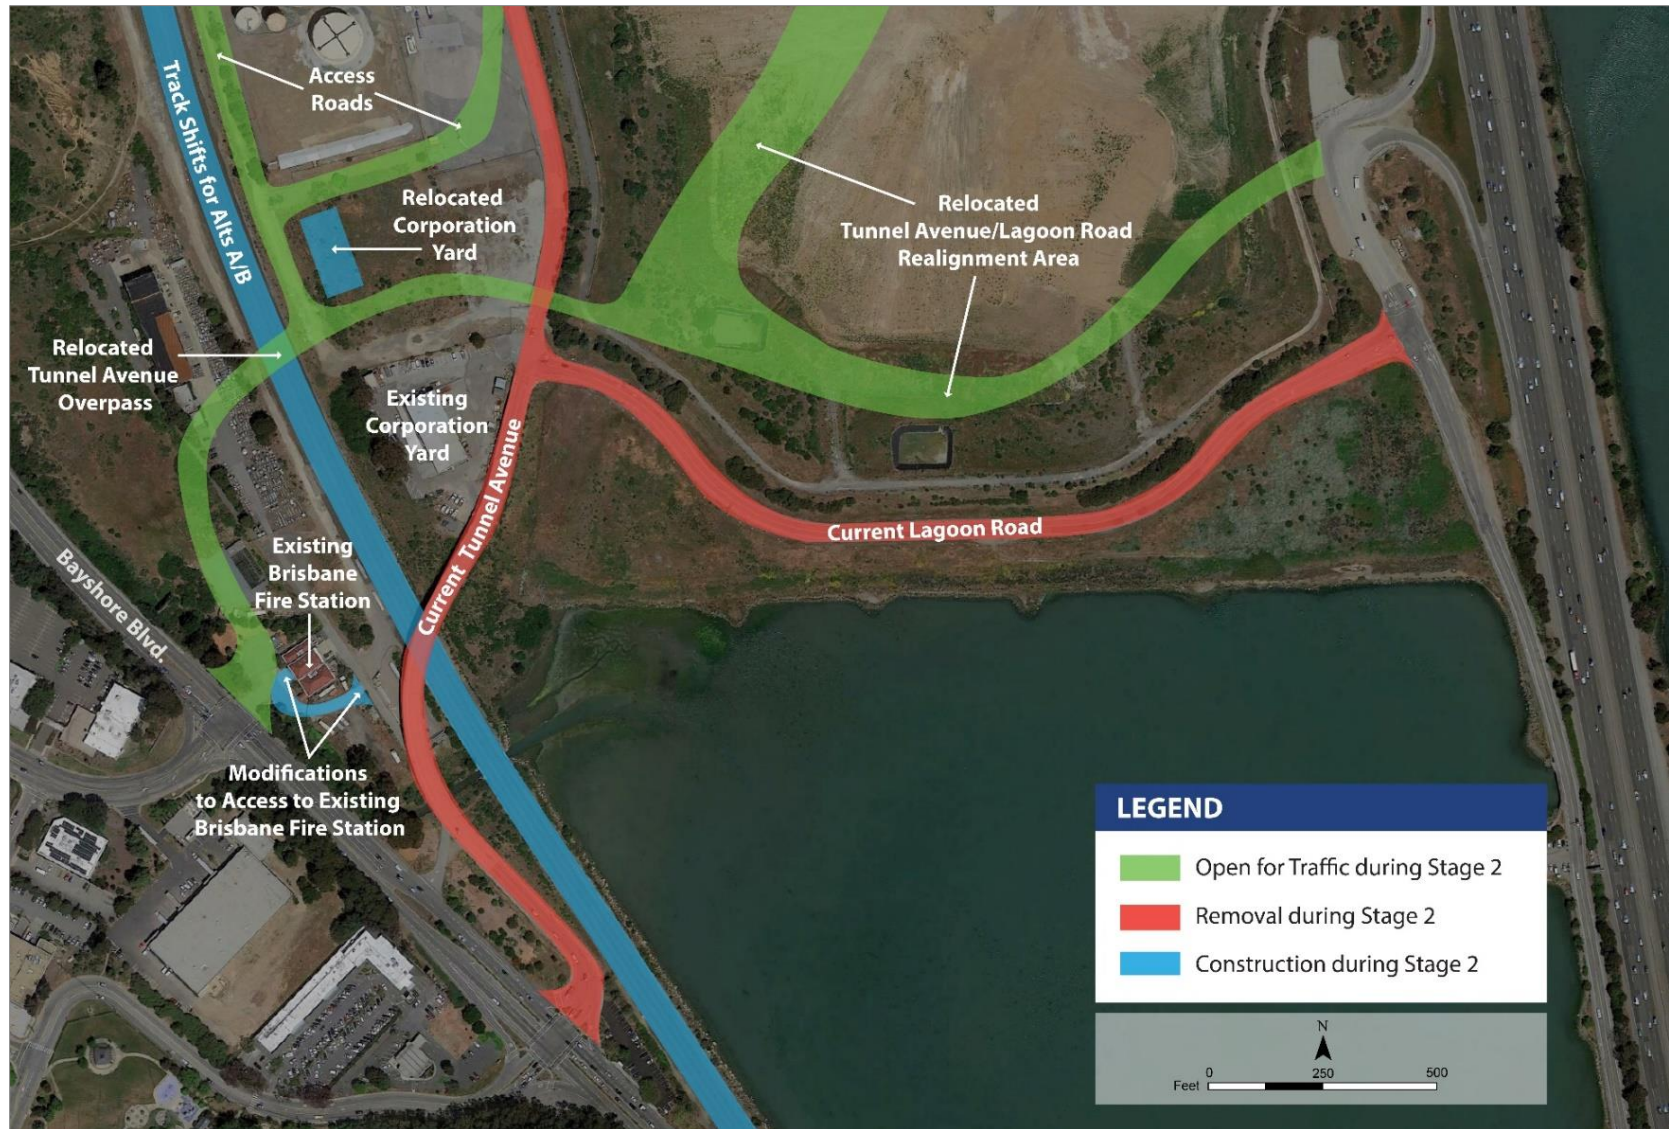 Track Shifts for Alts A/B
Access
Roads
Relocated
Corporation
Yard
Relocated
Tunnel Avenue/Lagoon Road
Realignment Area
Relocated
Tunnel Avenue
Overpass
Existing
Corporation
Yard
Current Tunnel Avenue
Current Lagoon Road
Bayshore Blvd.
Existing
Brisbane
Fire Station
Modifications
to Access to Existing
Brisbane Fire Station
LEGEND
Open for Traffic during Stage 2
Removal during Stage 2
Construction during Stage 2
N
0 250 500
Feet